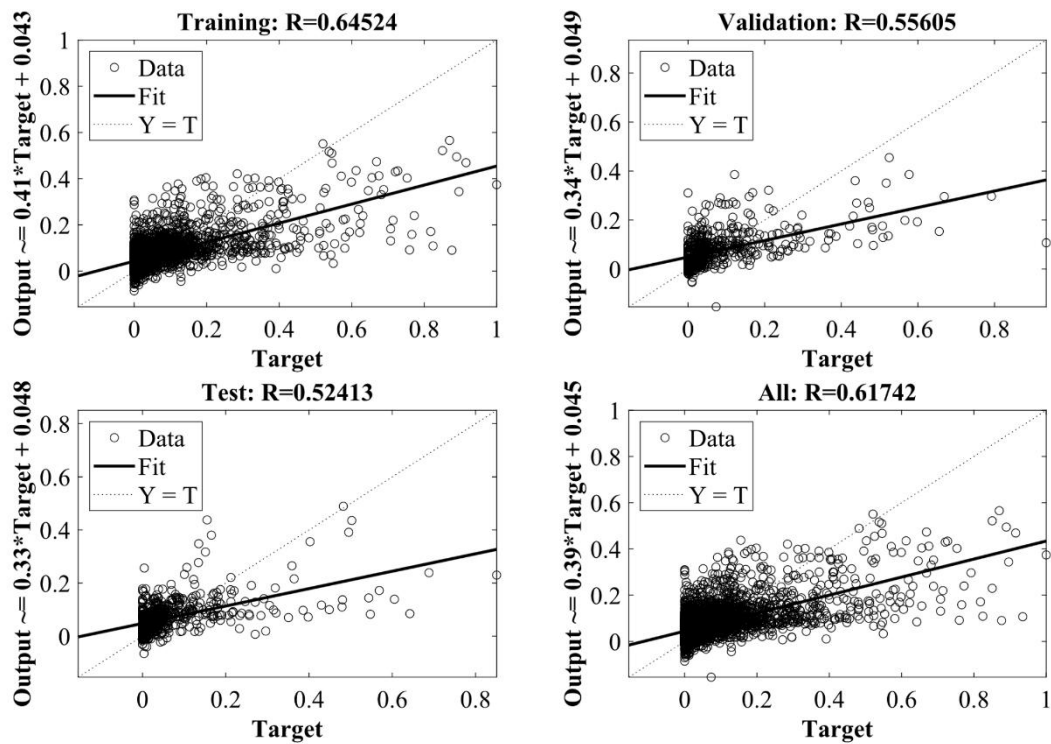 Training: R=0.64524
Output ~= 0.41*Target + 0.043
1
0.8
0.6
0.4
0.2
0
Data
Fit
Y = T
0 0.2 0.4 0.6 0.8 1
Target
Validation: R=0.55605
Output ~= 0.34*Target + 0.049
0.8
0.6
0.4
0.2
0
Data
Fit
Y = T
0 0.2 0.4 0.6 0.8
Target
Test: R=0.52413
Output ~= 0.33*Target + 0.048
0.8
0.6
0.4
0.2
0
Data
Fit
Y = T
0 0.2 0.4 0.6 0.8
Target
All: R=0.61742
Output ~= 0.39*Target + 0.045
1
0.8
0.6
0.4
0.2
0
Data
Fit
Y = T
0 0.2 0.4 0.6 0.8 1
Target